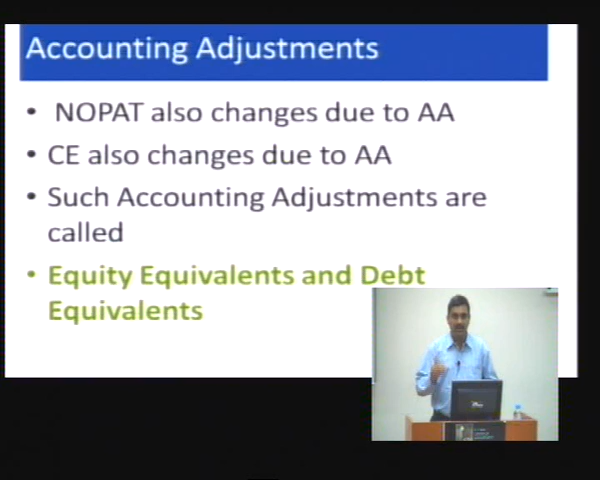 Accounting Adjustments
• NOPAT also changes due to AA
• CE also changes due to AA
• Such Accounting Adjustments are
called
• Equity Equivalents and Debt
Equivalents